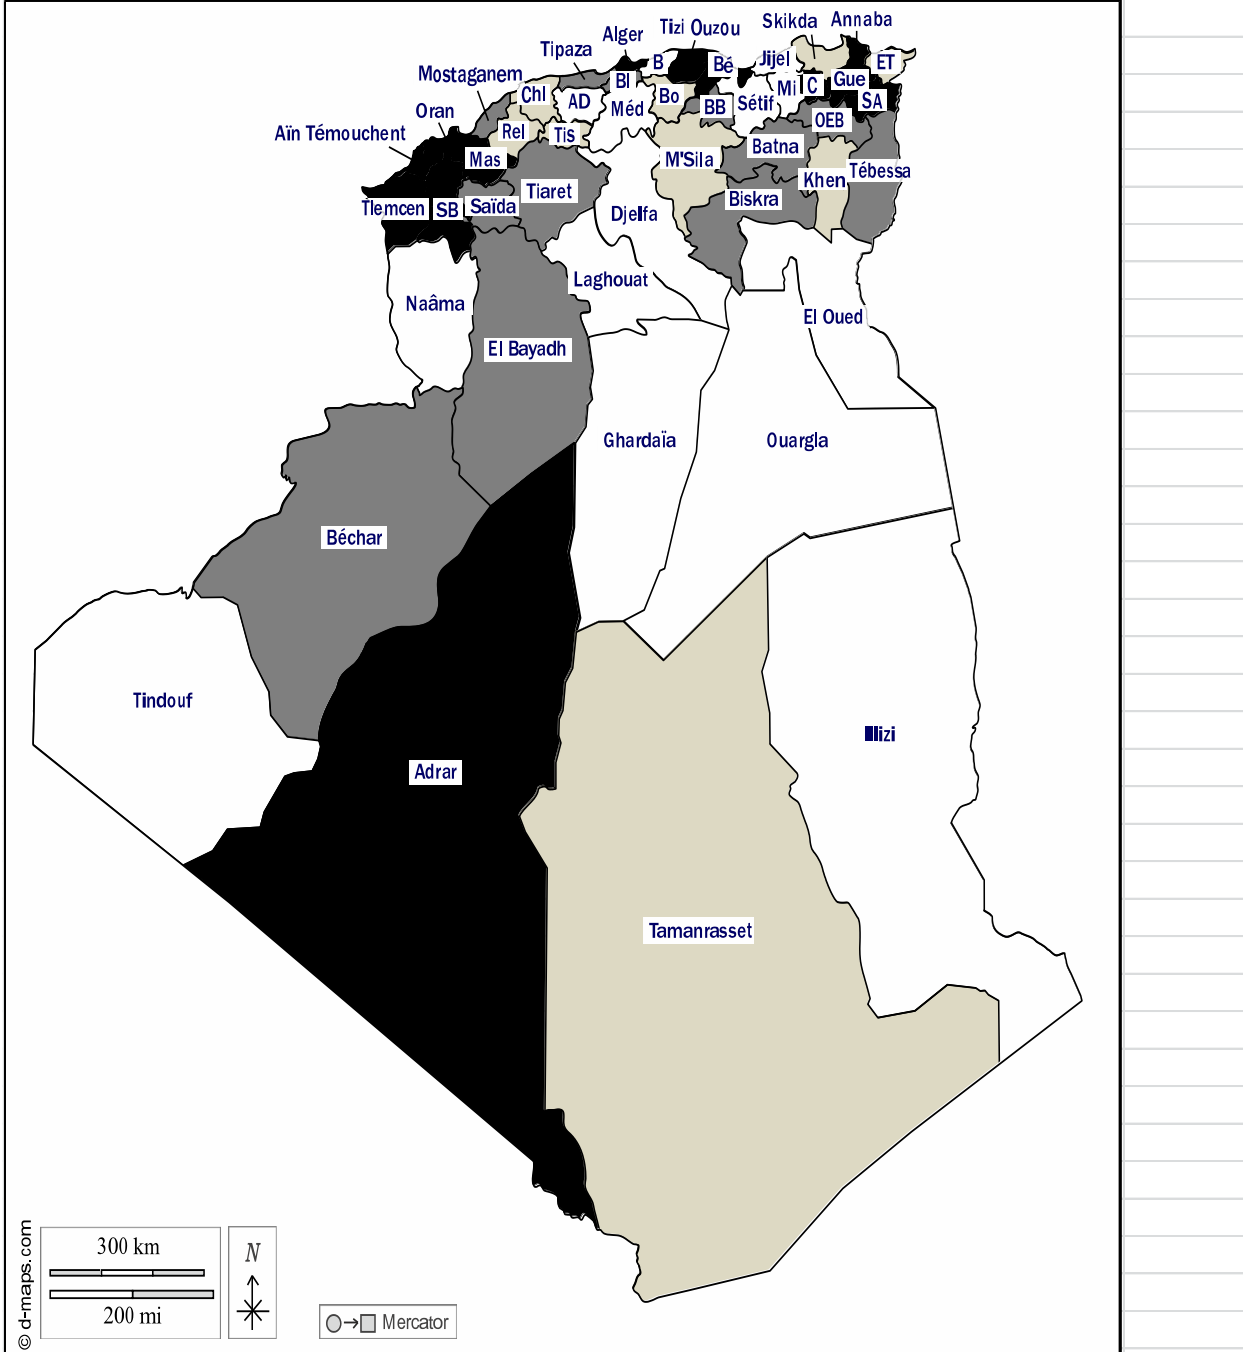 Skikda
Annaba
Tizi Ouzou
Alger
Tipaza
B
Bé
Jijel
ET
Mostaganem
Bl
Mi
C
Gue
Chl
AD
Méd
Bo
BB
Sétif
SA
Oran
OEB
Aïn Témouchent
Rel
Tis
Batna
Mas
M'Sila
Khen
Tébessa
Tlemcen
SB
Saïda
Tiaret
Djelfa
Biskra
Naâma
Laghouat
El Oued
El Bayadh
Ghardaïa
Ouargla
Béchar
Tindouf
Illizi
Adrar
Tamanrasset
© d-maps.com
300 km
200 mi
N
Mercator